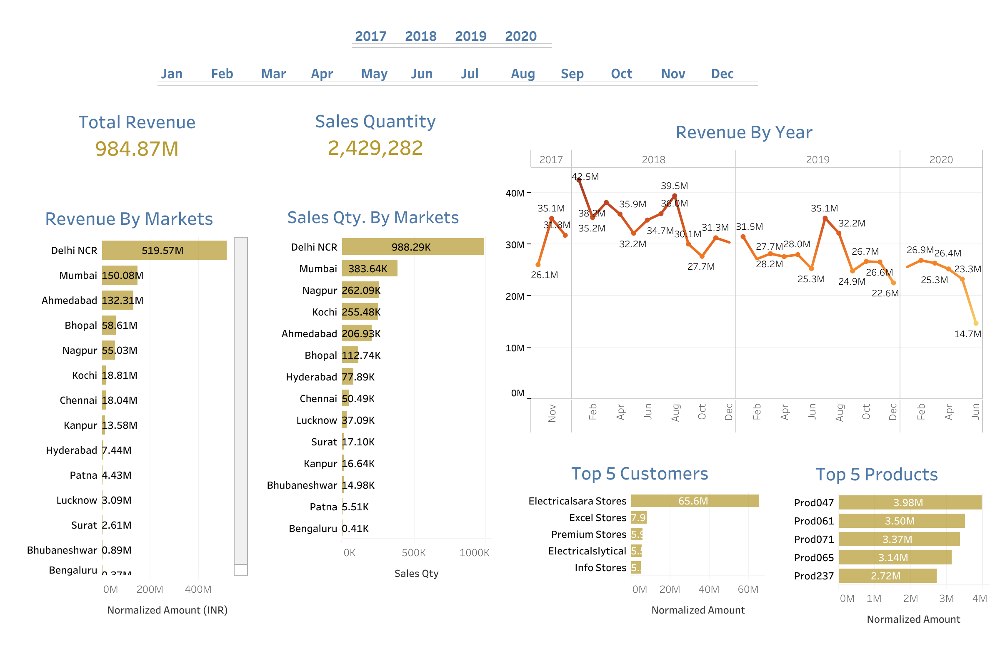 2017 2018 2019 2020
Jan Feb Mar Apr May Jun Jul Aug Sep Oct Nov Dec
Total Revenue
984.87M
Sales Quantity
2,429,282
Revenue By Markets
Delhi NCR 519.57M
Mumbai 150.08M
Ahmedabad 132.31M
Bhopal 58.61M
Nagpur 55.03M
Kochi 18.81M
Chennai 18.04M
Kanpur 13.58M
Hyderabad 7.44M
Patna 4.43M
Lucknow 3.09M
Surat 2.61M
Bhubaneshwar 0.89M
Bengaluru 0.37M
0M 200M 400M
Normalized Amount (INR)
Sales Qty. By Markets
Delhi NCR 988.29K
Mumbai 383.64K
Nagpur 262.09K
Kochi 255.48K
Ahmedabad 206.93K
Bhopal 112.74K
Hyderabad 77.89K
Chennai 50.49K
Lucknow 37.09K
Surat 17.10K
Kanpur 16.64K
Bhubaneshwar 14.98K
Patna 5.51K
Bengaluru 0.41K
0K 500K 1000K
Sales Qty
Revenue By Year
2017 2018 2019 2020
40M
30M
20M
10M
0M
26.1M 35.1M 31.8M
42.5M 35.2M 38.2M 35.9M 32.2M 34.7M 36.0M 39.5M 30.1M 27.7M 31.3M
31.5M 28.2M 27.7M 28.0M 25.3M 35.1M 32.2M 24.9M 26.7M 26.6M 22.6M
26.9M 26.4M 25.3M 23.3M 14.7M
Nov Feb Apr Jun Aug Oct Dec Feb Apr Jun Aug Oct Dec Feb Apr Jun
Top 5 Customers
Electricalsara Stores 65.6M
Excel Stores 7.9
Premium Stores 5.9
Electricalslytical 5.5
Info Stores 5.
0M 20M 40M 60M
Normalized Amount
Top 5 Products
Prod047 3.98M
Prod061 3.50M
Prod071 3.37M
Prod065 3.14M
Prod237 2.72M
0M 1M 2M 3M 4M
Normalized Amount